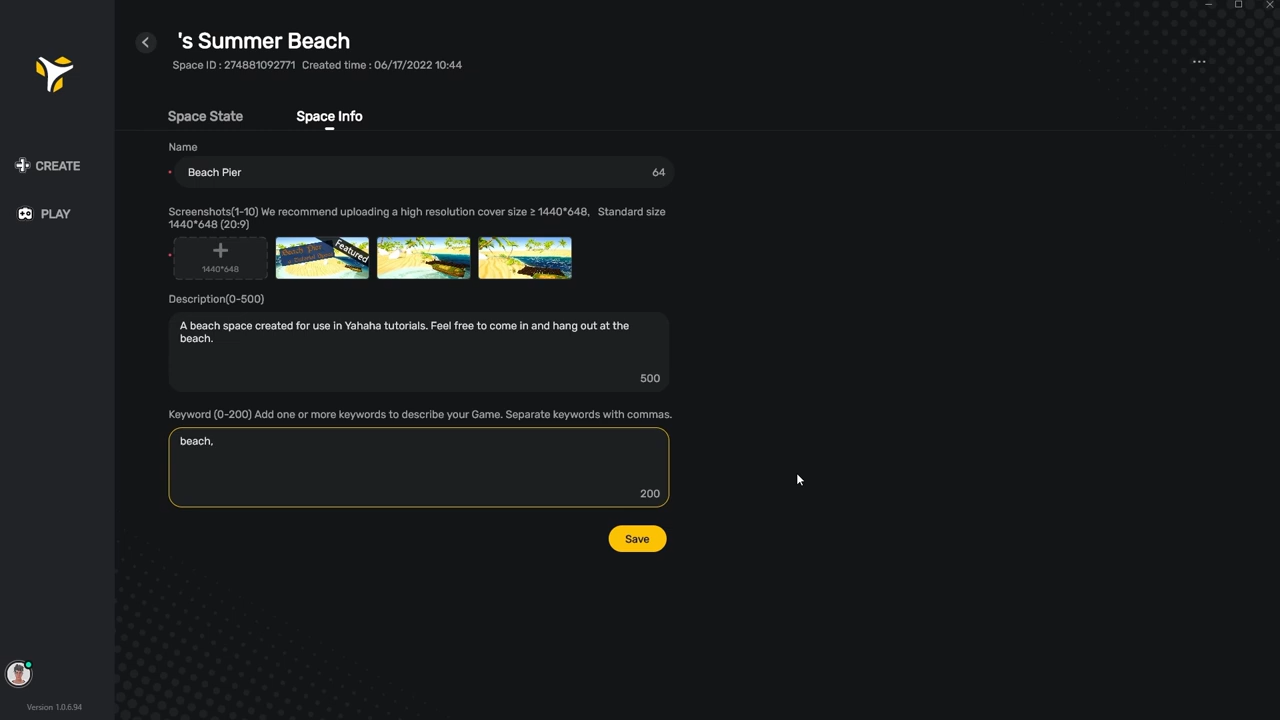 's Summer Beach
Space ID : 274881092771 Created time : 06/17/2022 10:44
Space State
Space Info
CREATE
PLAY
Name
Beach Pier
64
Screenshots(1-10) We recommend uploading a high resolution cover size ≥ 1440*648, Standard size
1440*648 (20:9)
1440*648
Beach Pier
Featured
Description(0-500)
A beach space created for use in Yahaha tutorials. Feel free to come in and hang out at the
beach.
500
Keyword (0-200) Add one or more keywords to describe your Game. Separate keywords with commas.
beach,
200
Save
Version 1.0.6.94